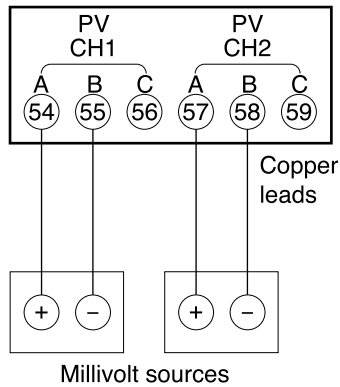 PV PV
CH1 CH2
A B C A B C
54 55 56 57 58 59
Copper
leads
+ − + −
Millivolt sources